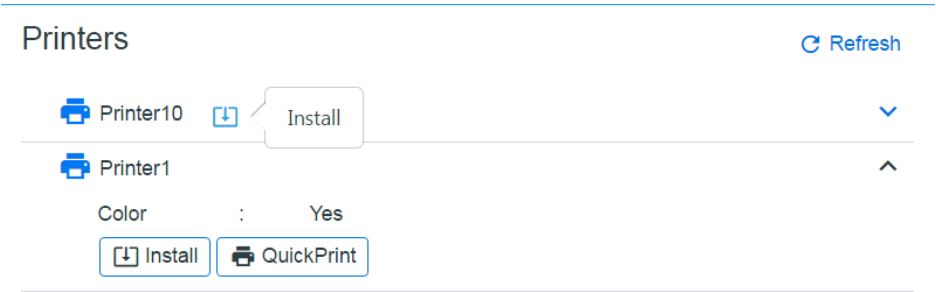 Printers
Refresh
Printer10
Install
Printer1
Color : Yes
Install QuickPrint